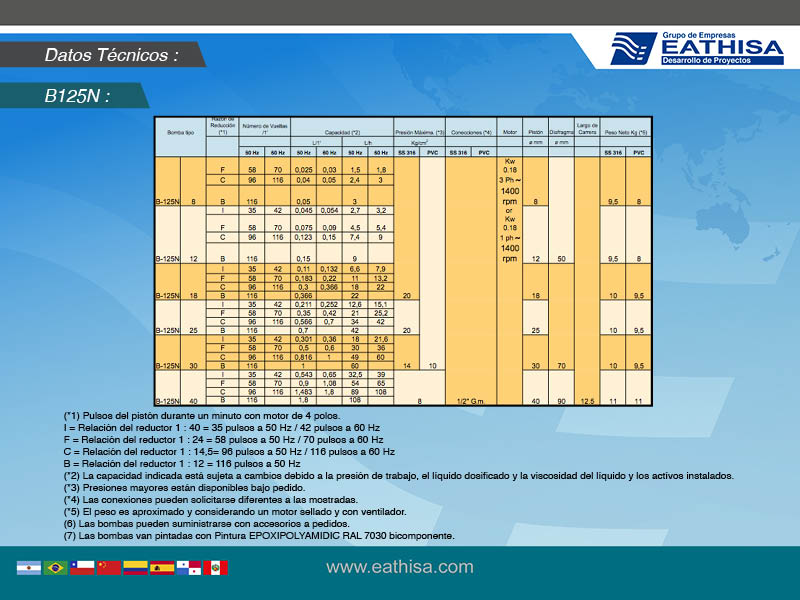 Datos Técnicos :
Grupo de Empresas
EATHISA
Desarrollo de Proyectos
B125N :
Bomba tipo Razón de Reducción (*1) Número de Vueltas /1' Capacidad (*2) Presión Máxima. (*3) Conecciones (*4) Motor Pistón Diafragma Largo de Carrera Peso Neto Kg (*5)
L/1' L/h Kg/cm² ø mm ø mm
50 Hz 60 Hz 50 Hz 60 Hz 50 Hz 60 Hz SS 316 PVC SS 316 PVC SS 316 PVC
Kw
0.18
3 Ph ~
1400
rpm
or
Kw
0.18
1 ph ~
1400
rpm
F 58 70 0,025 0,03 1,5 1,8
C 96 116 0,04 0,05 2,4 3
B-125N 8 B 116 0,05 3 8 9,5 8
I 35 42 0,045 0,054 2,7 3,2
F 58 70 0,075 0,09 4,5 5,4
C 96 116 0,123 0,15 7,4 9
B-125N 12 B 116 0,15 9 12 50 9,5 8
I 35 42 0,11 0,132 6,6 7,9
F 58 70 0,183 0,22 11 13,2
C 96 116 0,3 0,366 18 22
B-125N 18 B 116 0,366 22 20 18 10 9,5
I 35 42 0,211 0,252 12,6 15,1
F 58 70 0,35 0,42 21 25,2
C 96 116 0,566 0,7 34 42
B-125N 25 B 116 0,7 42 20 25 10 9,5
I 35 42 0,301 0,36 18 21,6
F 58 70 0,5 0,6 30 36
C 96 116 0,816 1 49 60
B-125N 30 B 116 1 60 14 10 30 70 10 9,5
I 35 42 0,543 0,65 32,5 39
F 58 70 0,9 1,08 54 65
C 96 116 1,483 1,8 89 108
B-125N 40 B 116 1,8 108 8 1/2" G.m. 40 90 12.5 11 11
(*1) Pulsos del pistón durante un minuto con motor de 4 polos.
I = Relación del reductor 1 : 40 = 35 pulsos a 50 Hz / 42 pulsos a 60 Hz
F = Relación del reductor 1 : 24 = 58 pulsos a 50 Hz / 70 pulsos a 60 Hz
C = Relación del reductor 1 : 14,5= 96 pulsos a 50 Hz / 116 pulsos a 60 Hz
B = Relación del reductor 1 : 12 = 116 pulsos a 50 Hz
(*2) La capacidad indicada está sujeta a cambios debido a la presión de trabajo, el líquido dosificado y la viscosidad del líquido y los activos instalados.
(*3) Presiones mayores están disponibles bajo pedido.
(*4) Las conexiones pueden solicitarse diferentes a las mostradas.
(*5) El peso es aproximado y considerando un motor sellado y con ventilador.
(6) Las bombas pueden suministrarse con accesorios a pedidos.
(7) Las bombas van pintadas con Pintura EPOXIPOLYAMIDIC RAL 7030 bicomponente.
www.eathisa.com